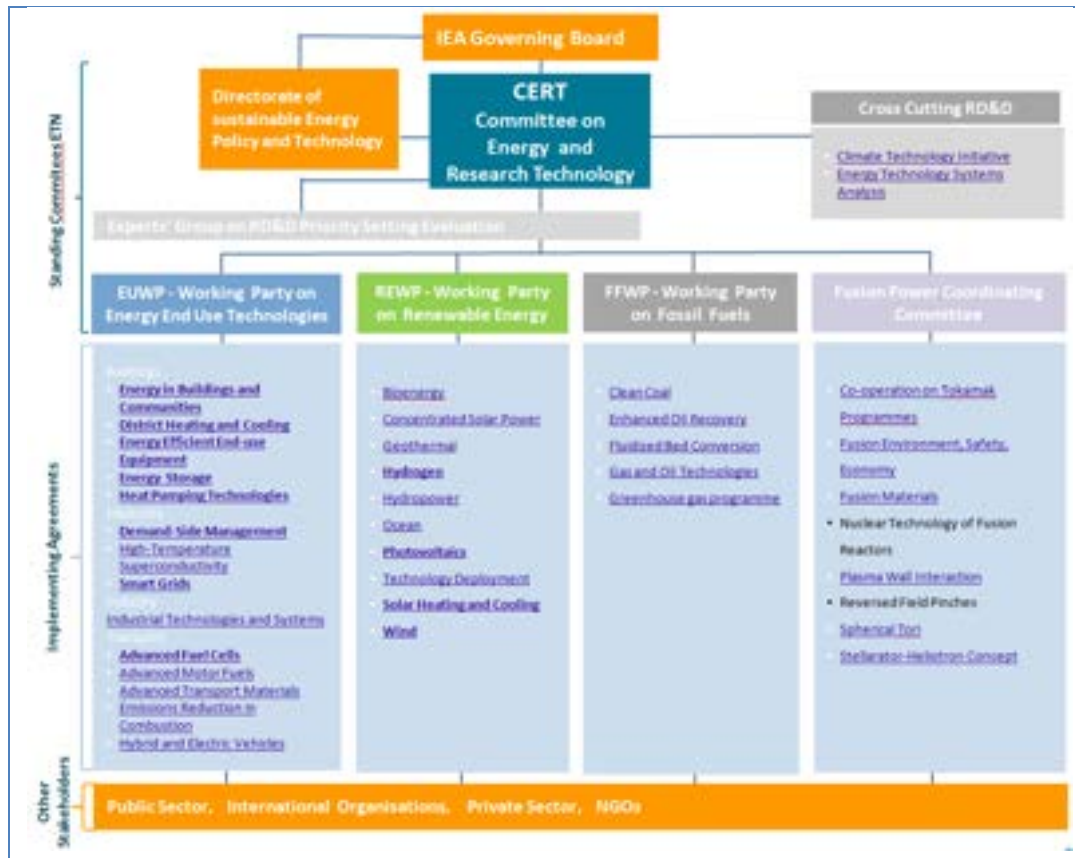 IEA Governing Board
Directorate of
sustainable Energy
Policy and Technology
CERT
Committee on
Energy and
Research Technology
Cross Cutting RD&D
Climate Technology Initiative
Energy Technology Systems
Analysis
Experts' Group on RD&D Priority Setting Evaluation
Standing Commitees ETN
EUWP - Working Party on
Energy End Use Technologies
REWP - Working Party
on Renewable Energy
FFWP - Working Party
on Fossil Fuels
Fusion Power Coordinating
Committee
Implementing Agreements
Energy in Buildings and
Communities
District Heating and Cooling
Energy Efficient End-use
Equipment
Energy Storage
Heat Pumping Technologies
Demand-Side Management
High-Temperature
Superconductivity
Smart Grids
Industrial Technologies and Systems
Advanced Fuel Cells
Advanced Motor Fuels
Advanced Transport Materials
Emissions Reduction in
Combustion
Hybrid and Electric Vehicles
Bioenergy
Concentrated Solar Power
Geothermal
Hydrogen
Hydropower
Ocean
Photovoltaics
Technology Deployment
Solar Heating and Cooling
Wind
Clean Coal
Enhanced Oil Recovery
Fluidized Bed Conversion
Gas and Oil Technologies
Greenhouse gas programme
Co-operation on Tokamak
Programmes
Fusion Environment, Safety,
Economy
Fusion Materials
• Nuclear Technology of Fusion
Reactors
Plasma Wall Interaction
• Reversed Field Pinches
Spherical Tori
Stellarator-Heliotron Concept
Other
Stakeholders
Public Sector, International Organisations, Private Sector, NGOs